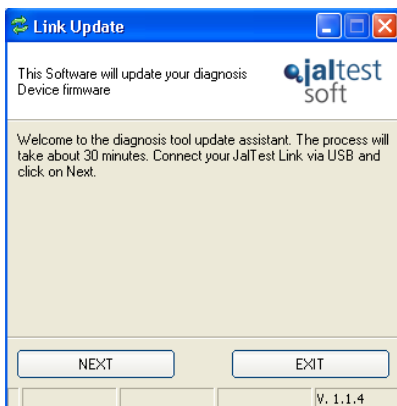 Link Update
This Software will update your diagnosis
Device firmware
jaltest
soft
Welcome to the diagnosis tool update assistant. The process will
take about 30 minutes. Connect your JalTest Link via USB and
click on Next.
NEXT
EXIT
V. 1.1.4